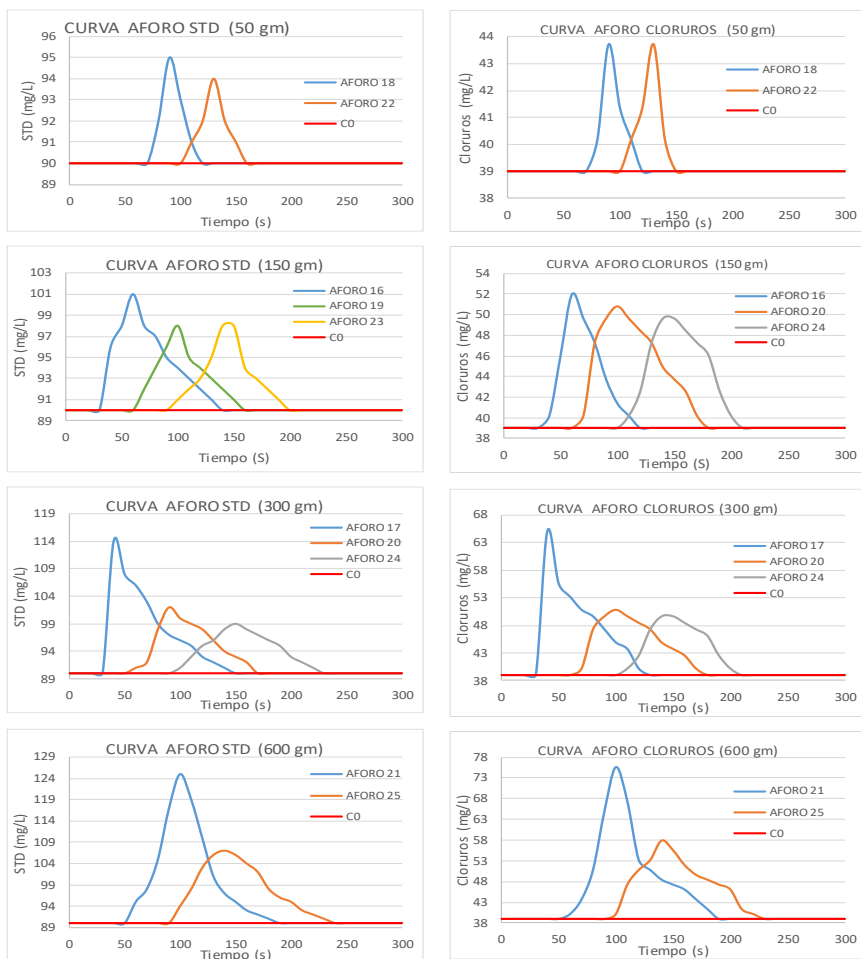 CURVA AFORO STD (50 gm)
STD (mg/L)
96
95
94
93
92
91
90
89
0
50
100
150
200
250
300
Tiempo (s)
AFORO 18
AFORO 22
C0
CURVA AFORO CLORUROS (50 gm)
Cloruros (mg/L)
44
43
42
41
40
39
38
0
50
100
150
200
250
300
Tiempo (s)
AFORO 18
AFORO 22
C0
CURVA AFORO STD (150 gm)
STD (mg/L)
103
101
99
97
95
93
91
89
0
50
100
150
200
250
300
Tiempo (S)
AFORO 16
AFORO 19
AFORO 23
C0
CURVA AFORO CLORUROS (150 gm)
Cloruros (mg/L)
54
52
50
48
46
44
42
40
38
0
50
100
150
200
250
300
Tiempo (S)
AFORO 16
AFORO 20
AFORO 24
C0
CURVA AFORO STD (300 gm)
STD (mg/L)
119
114
109
104
99
94
89
0
50
100
150
200
250
300
Tiempo (s)
AFORO 17
AFORO 20
AFORO 24
C0
CURVA AFORO CLORUROS (300 gm)
Cloruros (mg/L)
68
63
58
53
48
43
38
0
50
100
150
200
250
300
Tiempo (s)
AFORO 17
AFORO 20
AFORO 24
C0
CURVA AFORO STD (600 gm)
STD (mg/L)
129
124
119
114
109
104
99
94
89
0
50
100
150
200
250
300
Tiempo (s)
AFORO 21
AFORO 25
C0
CURVA AFORO CLORUROS (600 gm)
Cloruros (mg/L)
78
73
68
63
58
53
48
43
38
0
50
100
150
200
250
300
Tiempo (s)
AFORO 21
AFORO 25
C0